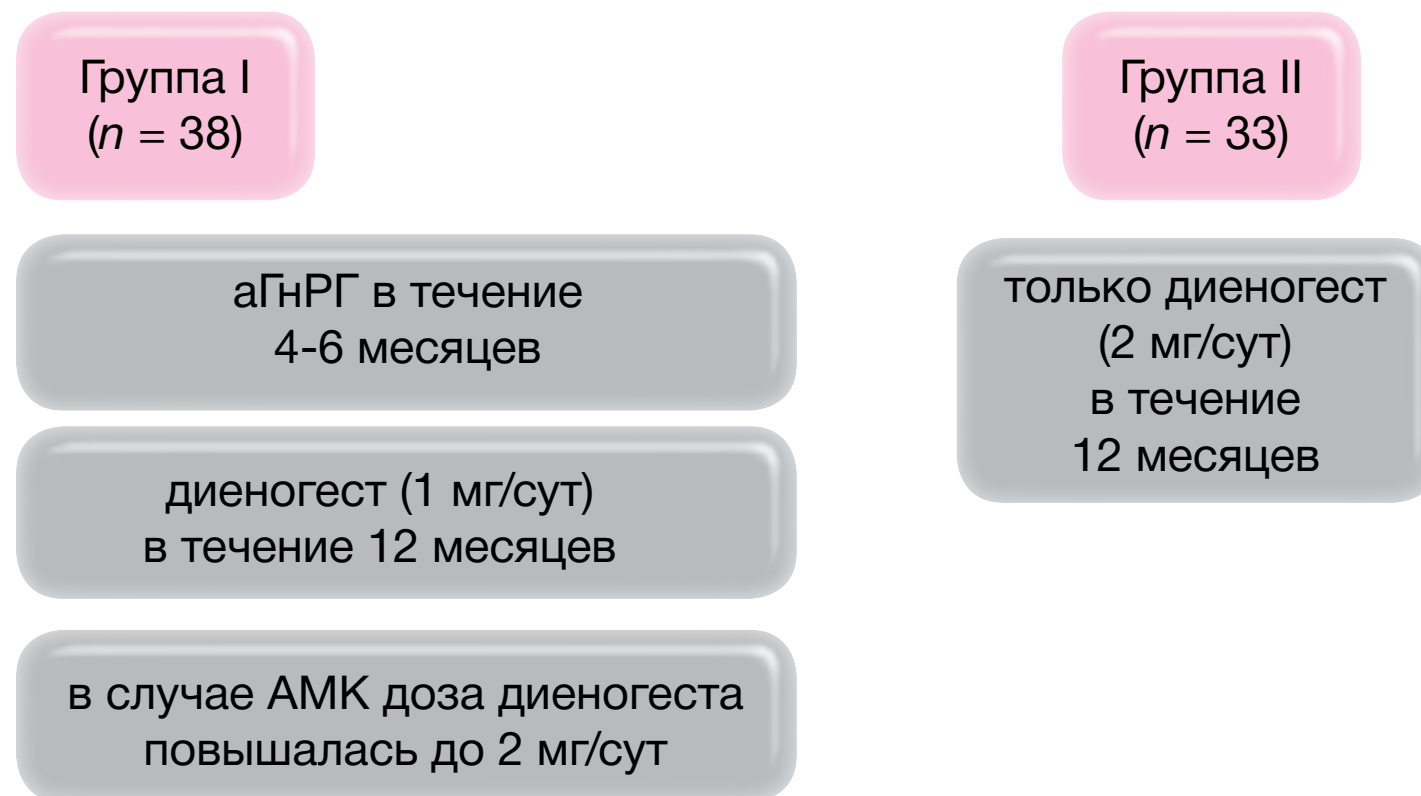 Группа I
(n = 38)
аГнРГ в течение
4-6 месяцев
диеногест (1 мг/сут)
в течение 12 месяцев
в случае АМК доза диеногеста
повышалась до 2 мг/сут
Группа II
(n = 33)
только диеногест
(2 мг/сут)
в течение
12 месяцев